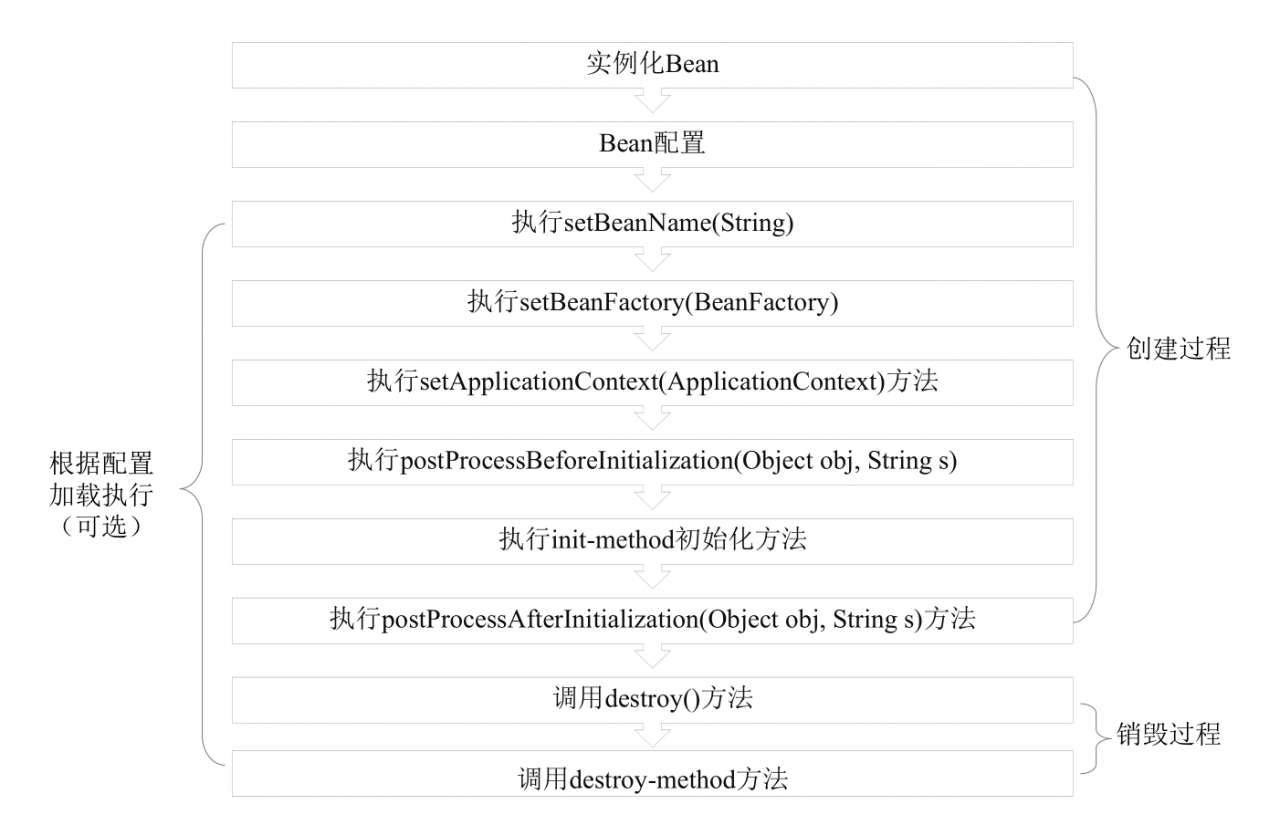 实例化Bean
Bean配置
执行setBeanName(String)
执行setBeanFactory(BeanFactory)
执行setApplicationContext(ApplicationContext)方法
执行postProcessBeforeInitialization(Object obj, String s)
执行init-method初始化方法
执行postProcessAfterInitialization(Object obj, String s)方法
调用destroy()方法
调用destroy-method方法
根据配置
加载执行
（可选）
创建过程
销毁过程